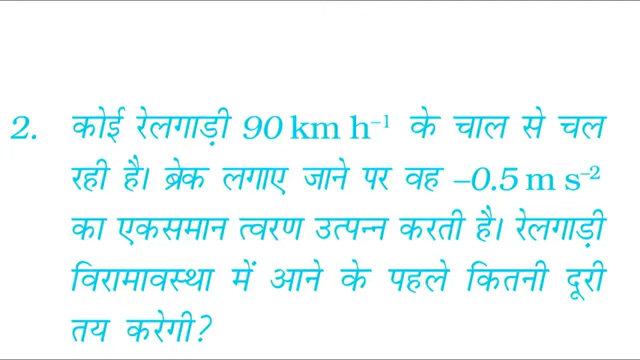 2. कोई रेलगाड़ी 90 km h⁻¹ के चाल से चल
रही है। ब्रेक लगाए जाने पर वह –0.5 m s⁻²
का एकसमान त्वरण उत्पन्न करती है। रेलगाड़ी
विरामावस्था में आने के पहले कितनी दूरी
तय करेगी?